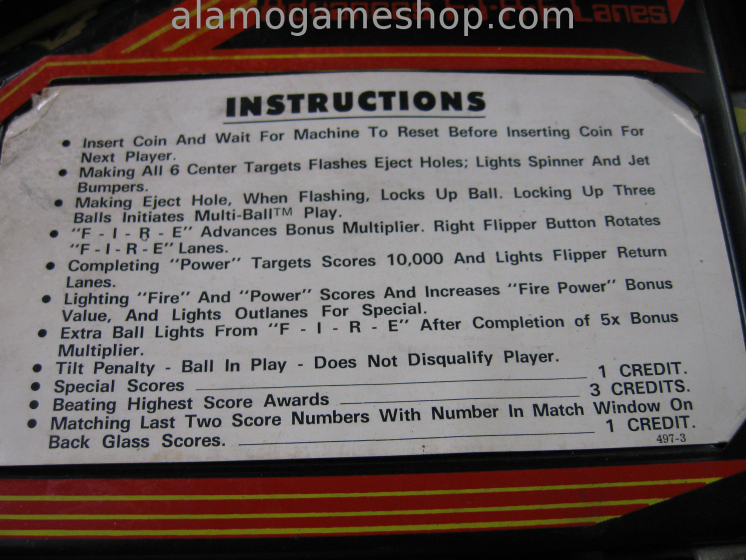 alamogameshop.com
Advances F-I-R-E Lanes
INSTRUCTIONS
• Insert Coin And Wait For Machine To Reset Before Inserting Coin For
Next Player.
• Making All 6 Center Targets Flashes Eject Holes; Lights Spinner And Jet
Bumpers.
• Making Eject Hole, When Flashing, Locks Up Ball. Locking Up Three
Balls Initiates Multi-Ball™ Play.
• "F - I - R - E" Advances Bonus Multiplier. Right Flipper Button Rotates
"F - I - R - E" Lanes.
• Completing "Power" Targets Scores 10,000 And Lights Flipper Return
Lanes.
• Lighting "Fire" And "Power" Scores And Increases "Fire Power" Bonus
Value, And Lights Outlanes For Special.
• Extra Ball Lights From "F - I - R - E" After Completion of 5x Bonus
Multiplier.
• Tilt Penalty - Ball In Play - Does Not Disqualify Player.
• Special Scores 1 CREDIT.
• Beating Highest Score Awards 3 CREDITS.
• Matching Last Two Score Numbers With Number In Match Window On
Back Glass Scores. 1 CREDIT.
497-3